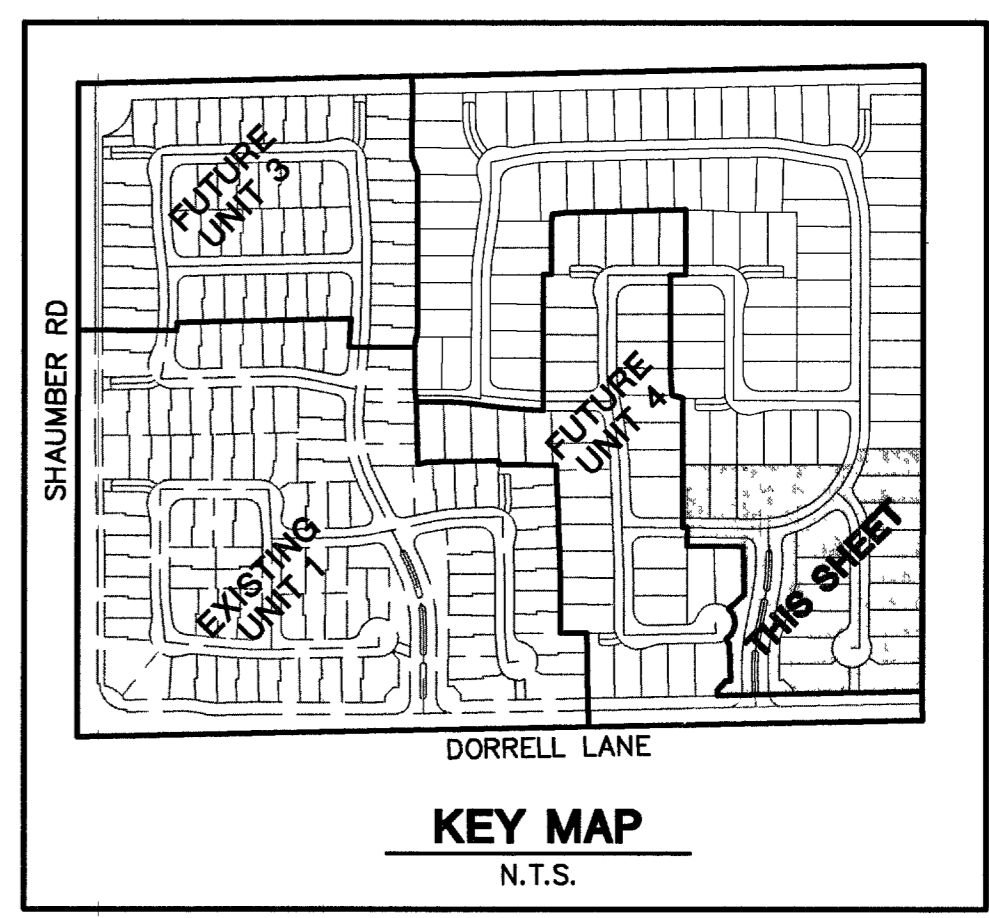 FUTURE
UNIT 3
SHAUMBER RD
FUTURE
UNIT 4
EXISTING
UNIT 1
THIS SHEET
DORRELL LANE
KEY MAP
N.T.S.